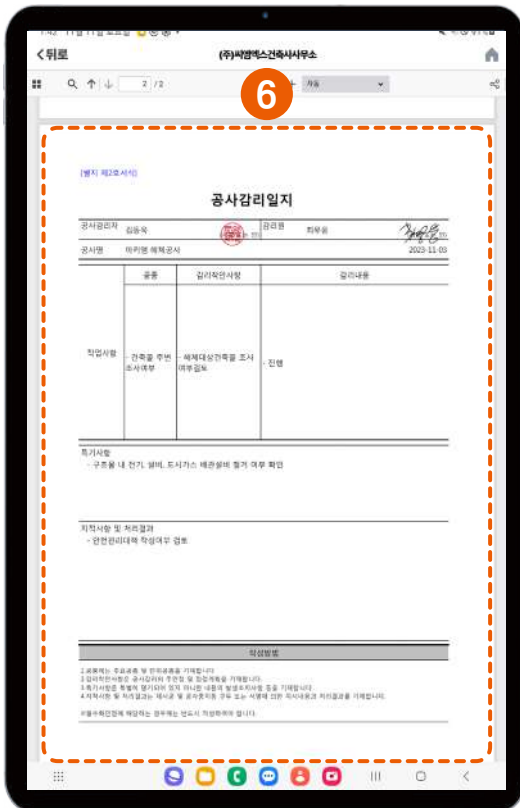 뒤로 (주)씨엠엑스건축사사무소
2 / 2 자동
6
[별지 제2호서식]
공사감리일지
공사감리자 김동욱 감리원 최우용
공사명 아키엠 해체공사 2023-11-03
공종 감리착안사항 감리내용
작업사항
- 건축물 주변 조사여부
- 해체대상건축물 조사 여부검토
- 진행
특기사항
- 구조물 내 전기, 설비, 도시가스 배관설비 철거 여부 확인
지적사항 및 처리결과
- 안전관리대책 작성여부 검토
작성방법